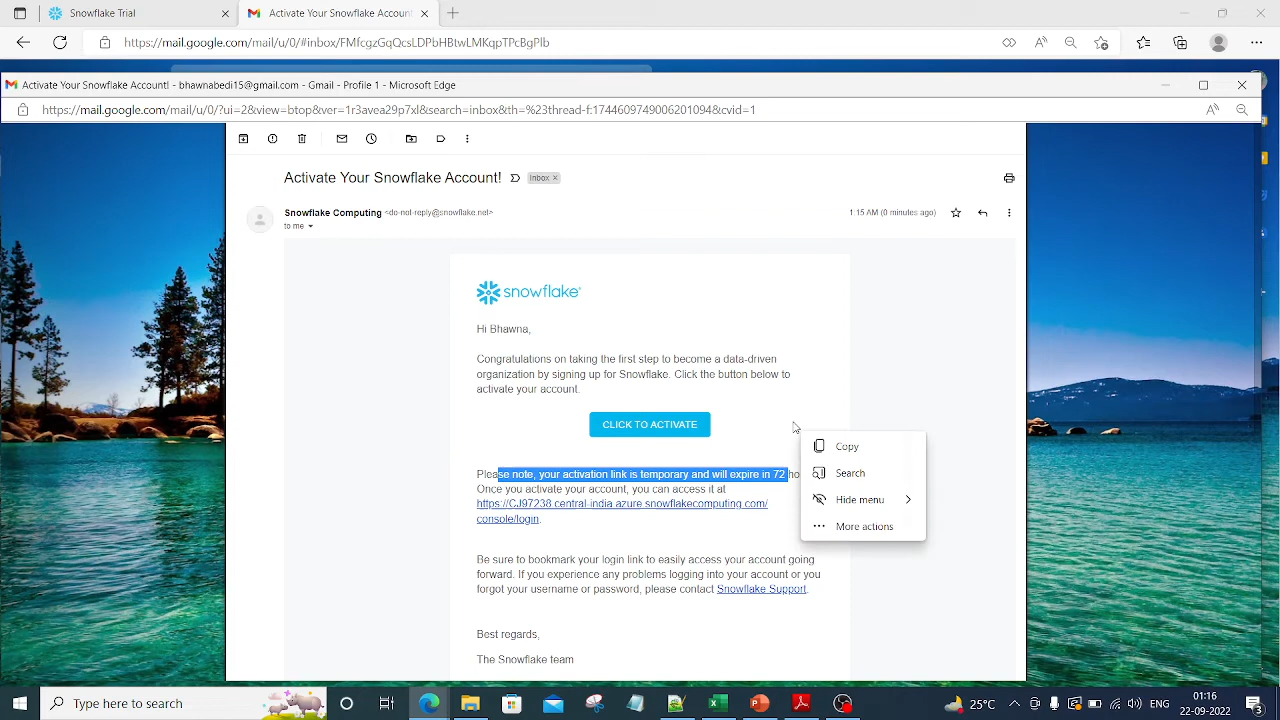 Snowflake Trial
Activate Your Snowflake Account
https://mail.google.com/mail/u/0/#inbox/FMfcgzGqQcsLDPbHBtwLMKqpTPcBgPlb
Activate Your Snowflake Account! - bhawnabedi15@gmail.com - Gmail - Profile 1 - Microsoft Edge
https://mail.google.com/mail/u/0/?ui=2&view=btop&ver=1r3avea29p7xl&search=inbox&th=%23thread-f:1744609749006201094&cvid=1
Activate Your Snowflake Account!
Inbox
Snowflake Computing <do-not-reply@snowflake.net>
1:15 AM (0 minutes ago)
to me
snowflake
Hi Bhawna,
Congratulations on taking the first step to become a data-driven
organization by signing up for Snowflake. Click the button below to
activate your account.
CLICK TO ACTIVATE
Please note, your activation link is temporary and will expire in 72 ho
Once you activate your account, you can access it at
https://CJ97238.central-india.azure.snowflakecomputing.com/
console/login.
Copy
Search
Hide menu
More actions
Be sure to bookmark your login link to easily access your account going
forward. If you experience any problems logging into your account or you
forgot your username or password, please contact Snowflake Support.
Best regards,
The Snowflake team
Type here to search
25°C
ENG
01:16
22-09-2022